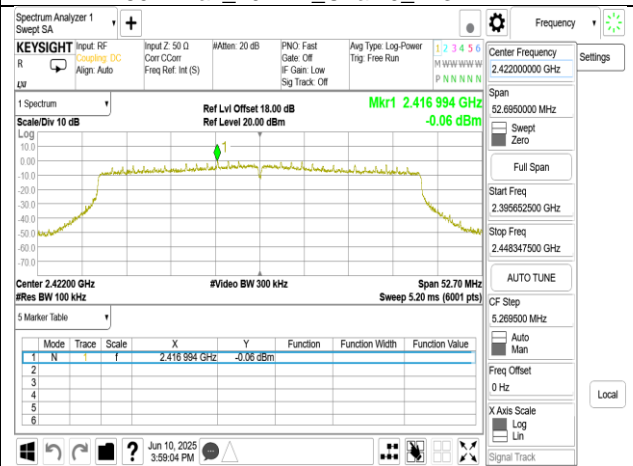 Spectrum Analyzer 1
Swept SA
+
Frequency
KEYSIGHT
R
LXI
Input: RF
Coupling: DC
Align: Auto
Input Z: 50 Ω
Corr CCorr
Freq Ref: Int (S)
#Atten: 20 dB
PNO: Fast
Gate: Off
IF Gain: Low
Sig Track: Off
Avg Type: Log-Power
Trig: Free Run
1 2 3 4 5 6
M W W W W W
P N N N N N
1 Spectrum
Scale/Div 10 dB
Ref Lvl Offset 18.00 dB
Ref Level 20.00 dBm
Mkr1 2.416 994 GHz
-0.06 dBm
Log
10.0
0.00
-10.0
-20.0
-30.0
-40.0
-50.0
-60.0
-70.0
1
Center 2.42200 GHz
#Res BW 100 kHz
#Video BW 300 kHz
Span 52.70 MHz
Sweep 5.20 ms (6001 pts)
5 Marker Table
Mode Trace Scale X Y Function Function Width Function Value
1 N 1 f 2.416 994 GHz -0.06 dBm
2
3
4
5
6
Jun 10, 2025
3:59:04 PM
Center Frequency
2.422000000 GHz
Span
52.6950000 MHz
Swept
Zero
Full Span
Start Freq
2.395652500 GHz
Stop Freq
2.448347500 GHz
AUTO TUNE
CF Step
5.269500 MHz
Auto
Man
Freq Offset
0 Hz
X Axis Scale
Log
Lin
Signal Track
Settings
Local